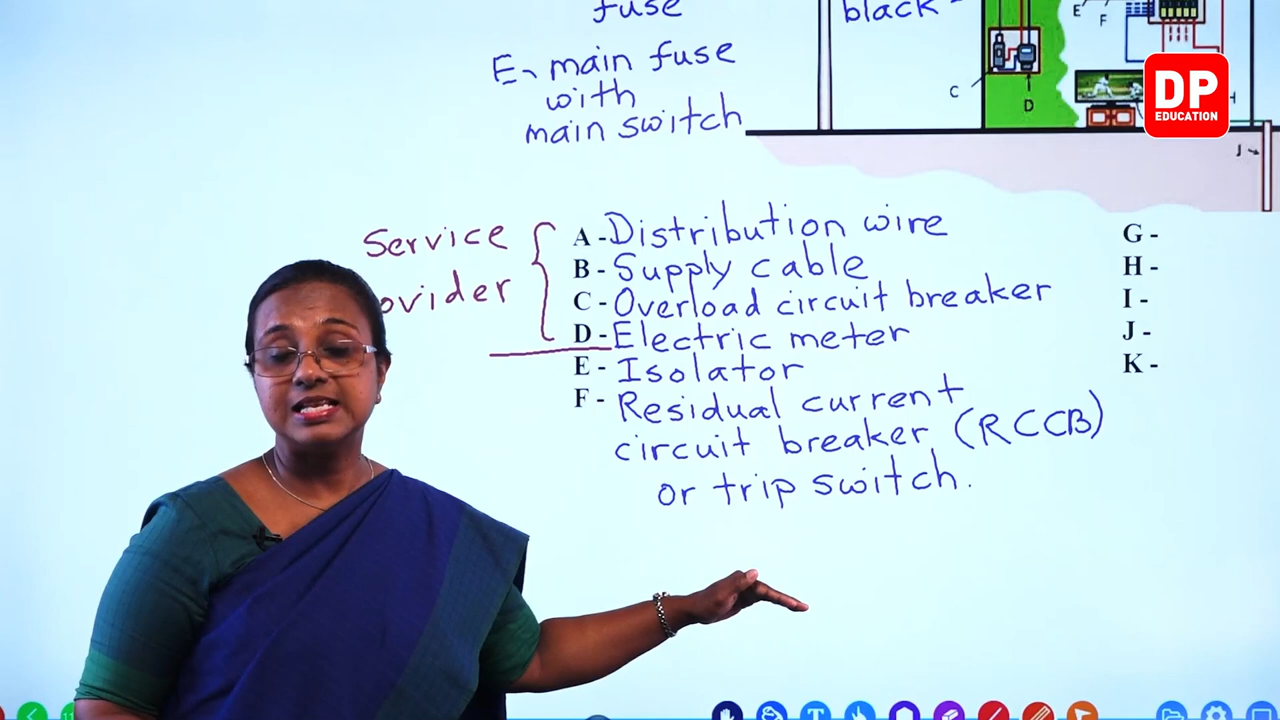 fuse
E- main fuse
with
main switch
black -
E
F
C
D
H
J
DP
EDUCATION
Service
ovider
A - Distribution wire
B - Supply cable
C - Overload circuit breaker
D - Electric meter
E - Isolator
F - Residual current
circuit breaker (RCCB)
or trip switch.
G -
H -
I -
J -
K -